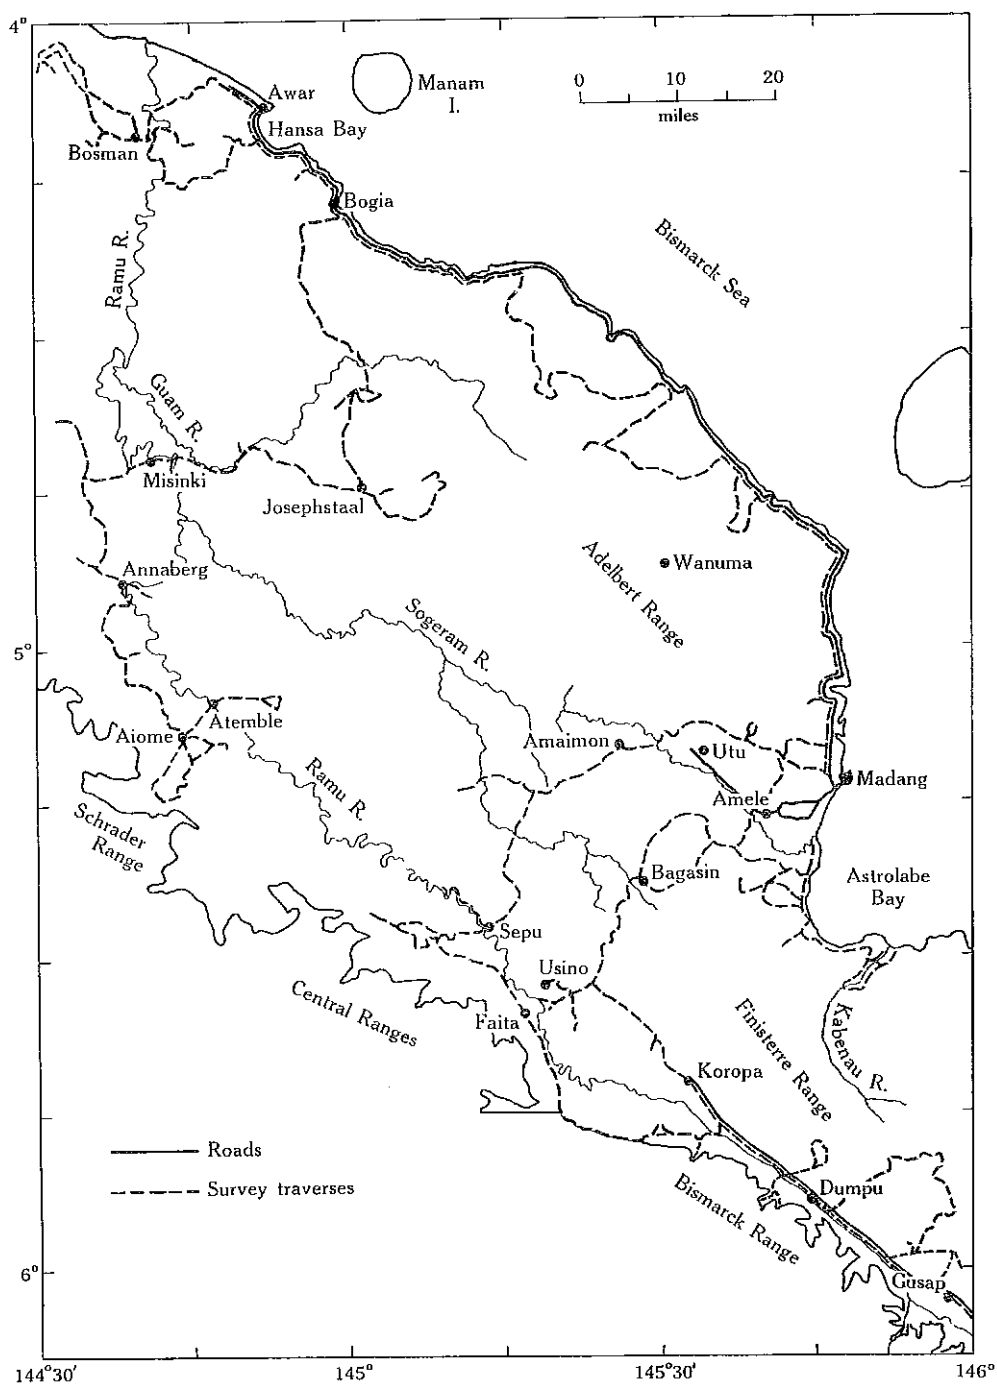 4°
Manam
I.
0 10 20
miles
Awar
Hansa Bay
Bosman
Bogia
Ramu R.
Bismarck Sea
Guam R.
Misinki
Josephstaal
Annaberg
Adelbert Range
Wanuma
5°
Sogeram R.
Atemble
Aiome
Amaimon
Utu
Madang
Ramu R.
Amele
Schrader
Range
Bagasin
Astrolabe
Bay
Sepu
Usino
Central Ranges
Faita
Finisterre Range
Kabenau R.
Koropa
Roads
Survey traverses
Dumpu
Bismarck Range
6°
Gusap
144°30' 145° 145°30' 146°